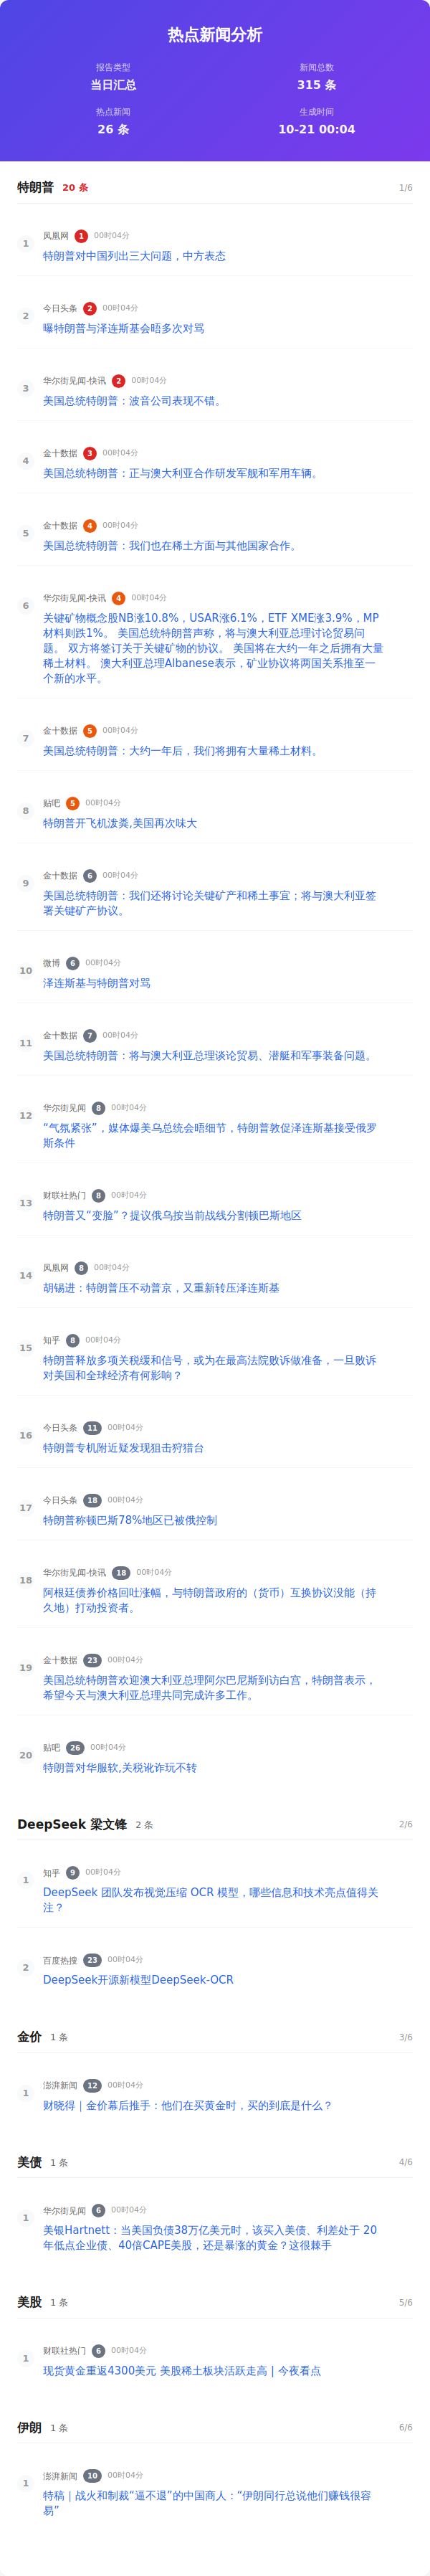 热点新闻分析
报告类型
当日汇总
新闻总数
315 条
热点新闻
26 条
生成时间
10-21 00:04
特朗普 20 条 1/6
1
凤凰网 1 00时04分
特朗普对中国列出三大问题，中方表态
2
今日头条 2 00时04分
曝特朗普与泽连斯基会晤多次对骂
3
华尔街见闻-快讯 2 00时04分
美国总统特朗普：波音公司表现不错。
4
金十数据 3 00时04分
美国总统特朗普：正与澳大利亚合作研发军舰和军用车辆。
5
金十数据 4 00时04分
美国总统特朗普：我们也在稀土方面与其他国家合作。
6
华尔街见闻-快讯 4 00时04分
关键矿物概念股NB涨10.8%，USAR涨6.1%，ETF XME涨3.9%，MP
材料则跌1%。 美国总统特朗普声称，将与澳大利亚总理讨论贸易问
题。 双方将签订关于关键矿物的协议。 美国将在大约一年之后拥有大量
稀土材料。 澳大利亚总理Albanese表示，矿业协议将两国关系推至一
个新的水平。
7
金十数据 5 00时04分
美国总统特朗普：大约一年后，我们将拥有大量稀土材料。
8
贴吧 5 00时04分
特朗普开飞机泼粪,美国再次味大
9
金十数据 6 00时04分
美国总统特朗普：我们还将讨论关键矿产和稀土事宜；将与澳大利亚签
署关键矿产协议。
10
微博 6 00时04分
泽连斯基与特朗普对骂
11
金十数据 7 00时04分
美国总统特朗普：将与澳大利亚总理谈论贸易、潜艇和军事装备问题。
12
华尔街见闻 8 00时04分
“气氛紧张”，媒体爆美乌总统会晤细节，特朗普敦促泽连斯基接受俄罗
斯条件
13
财联社热门 8 00时04分
特朗普又“变脸”？提议俄乌按当前战线分割顿巴斯地区
14
凤凰网 8 00时04分
胡锡进：特朗普压不动普京，又重新转压泽连斯基
15
知乎 8 00时04分
特朗普释放多项关税缓和信号，或为在最高法院败诉做准备，一旦败诉
对美国和全球经济有何影响？
16
今日头条 11 00时04分
特朗普专机附近疑发现狙击狩猎台
17
今日头条 18 00时04分
特朗普称顿巴斯78%地区已被俄控制
18
华尔街见闻-快讯 18 00时04分
阿根廷债券价格回吐涨幅，与特朗普政府的（货币）互换协议没能（持
久地）打动投资者。
19
金十数据 23 00时04分
美国总统特朗普欢迎澳大利亚总理阿尔巴尼斯到访白宫，特朗普表示，
希望今天与澳大利亚总理共同完成许多工作。
20
贴吧 26 00时04分
特朗普对华服软,关税讹诈玩不转
DeepSeek 梁文锋 2 条 2/6
1
知乎 9 00时04分
DeepSeek 团队发布视觉压缩 OCR 模型，哪些信息和技术亮点值得关
注？
2
百度热搜 23 00时04分
DeepSeek开源新模型DeepSeek-OCR
金价 1 条 3/6
1
澎湃新闻 12 00时04分
财晓得｜金价幕后推手：他们在买黄金时，买的到底是什么？
美债 1 条 4/6
1
华尔街见闻 6 00时04分
美银Hartnett：当美国负债38万亿美元时，该买入美债、利差处于 20
年低点企业债、40倍CAPE美股，还是暴涨的黄金？这很棘手
美股 1 条 5/6
1
财联社热门 6 00时04分
现货黄金重返4300美元 美股稀土板块活跃走高 | 今夜看点
伊朗 1 条 6/6
1
澎湃新闻 10 00时04分
特稿｜战火和制裁“逼不退”的中国商人：“伊朗同行总说他们赚钱很容
易”